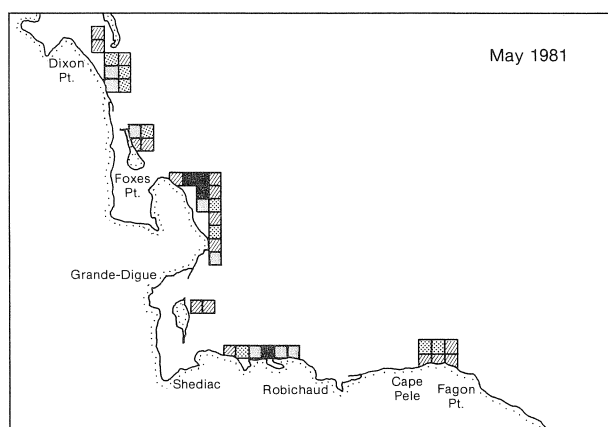 May 1981
Dixon
Pt.
Foxes
Pt.
Grande-Digue
Shediac
Robichaud
Cape
Pele
Fagon
Pt.